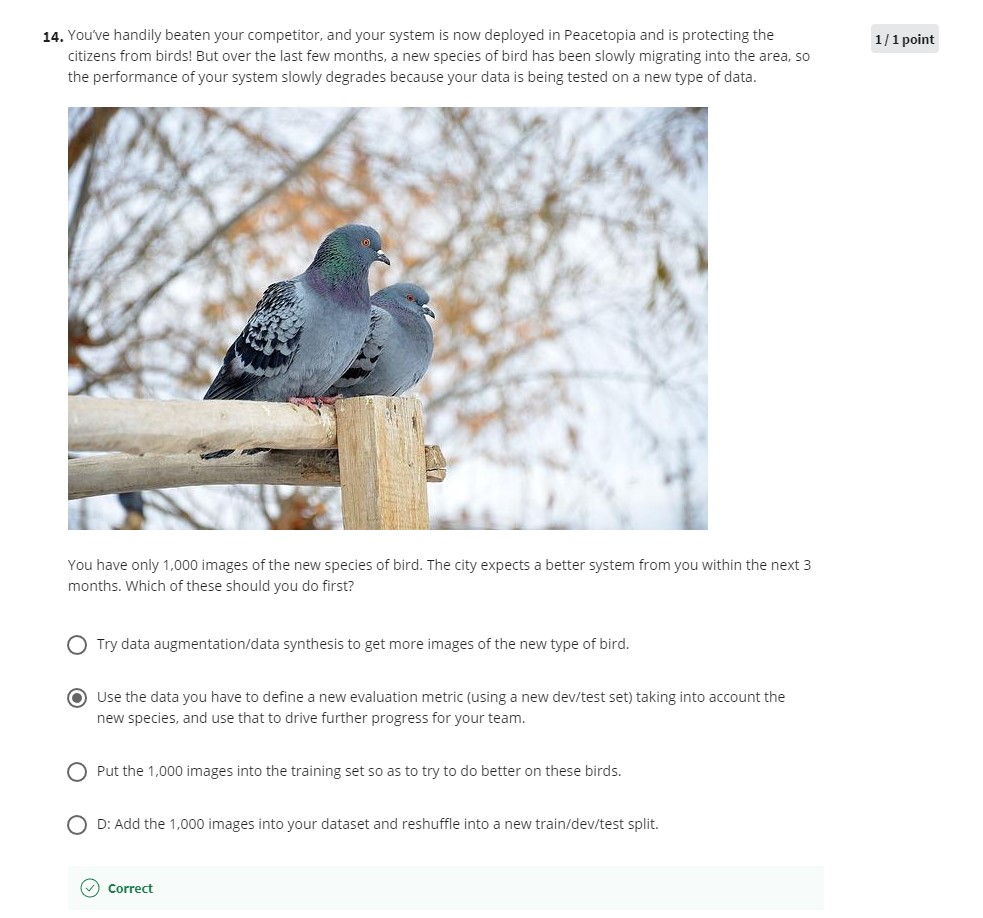 14. You've handily beaten your competitor, and your system is now deployed in Peacetopia and is protecting the
1 / 1 point
citizens from birds! But over the last few months, a new species of bird has been slowly migrating into the area, so
the performance of your system slowly degrades because your data is being tested on a new type of data.
You have only 1,000 images of the new species of bird. The city expects a better system from you within the next 3
months. Which of these should you do first?
Try data augmentation/data synthesis to get more images of the new type of bird.
Use the data you have to define a new evaluation metric (using a new dev/test set) taking into account the
new species, and use that to drive further progress for your team.
Put the 1,000 images into the training set so as to try to do better on these birds.
D: Add the 1,000 images into your dataset and reshuffle into a new train/dev/test split.
Correct